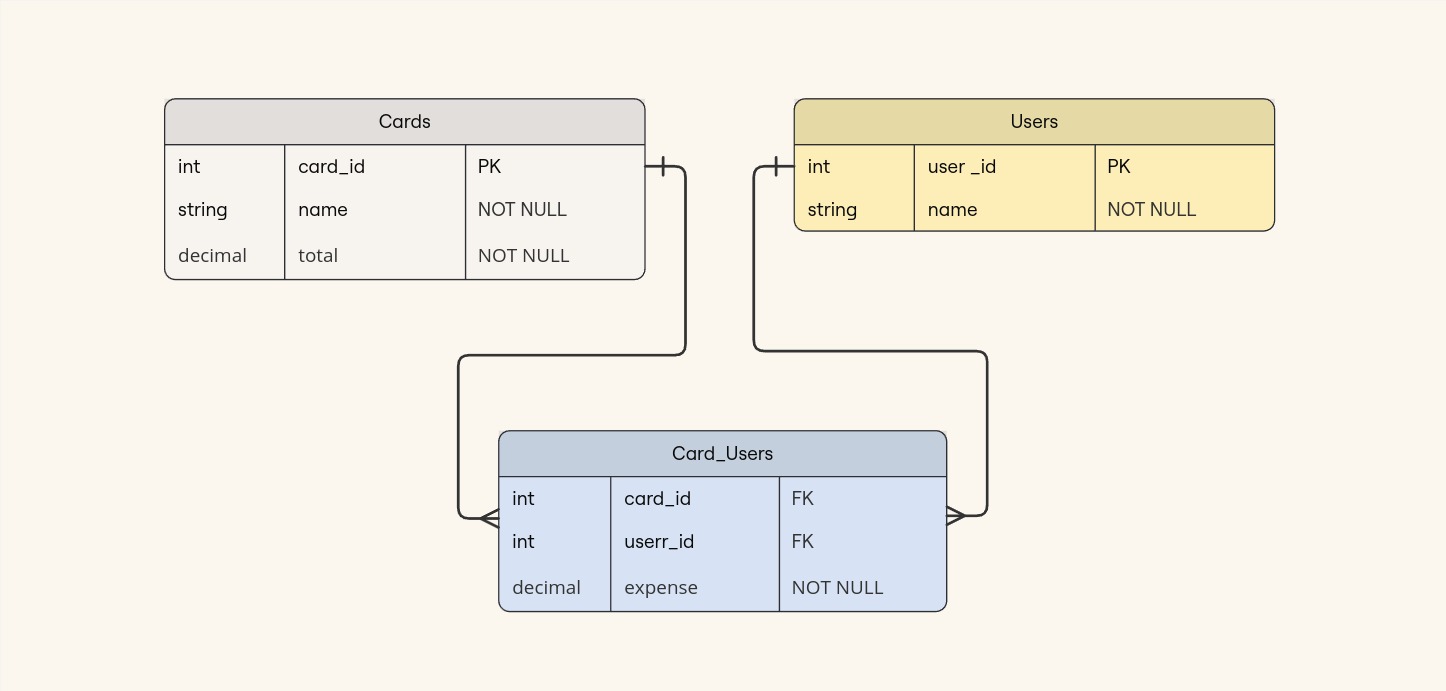 Cards
int card_id PK
string name NOT NULL
decimal total NOT NULL
Users
int user _id PK
string name NOT NULL
Card_Users
int card_id FK
int userr_id FK
decimal expense NOT NULL